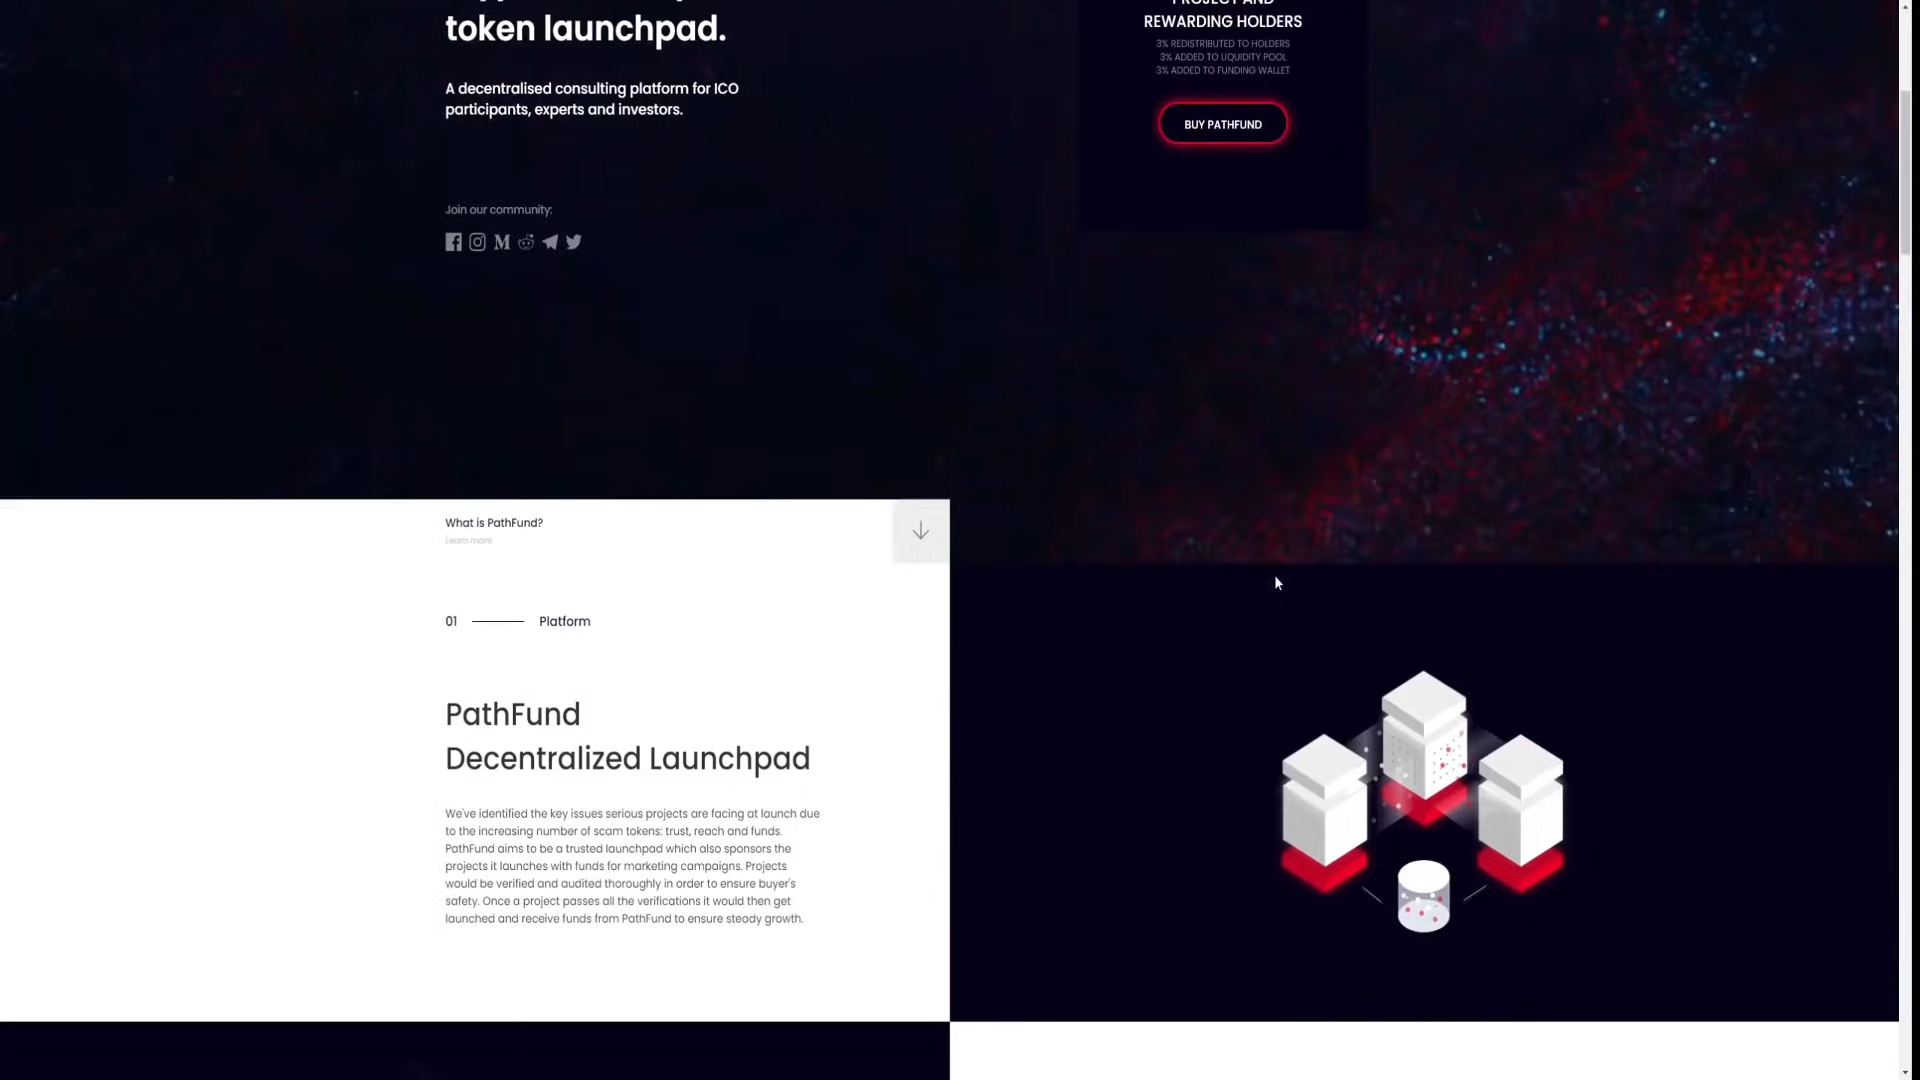 token launchpad.
A decentralised consulting platform for ICO
participants, experts and investors.
Join our community:
PROJECT AND
REWARDING HOLDERS
3% REDISTRIBUTED TO HOLDERS
3% ADDED TO LIQUIDITY POOL
3% ADDED TO FUNDING WALLET
BUY PATHFUND
What is PathFund?
Learn more
01 Platform
PathFund
Decentralized Launchpad
We've identified the key issues serious projects are facing at launch due
to the increasing number of scam tokens: trust, reach and funds.
PathFund aims to be a trusted launchpad which also sponsors the
projects it launches with funds for marketing campaigns. Projects
would be verified and audited thoroughly in order to ensure buyer's
safety. Once a project passes all the verifications it would then get
launched and receive funds from PathFund to ensure steady growth.